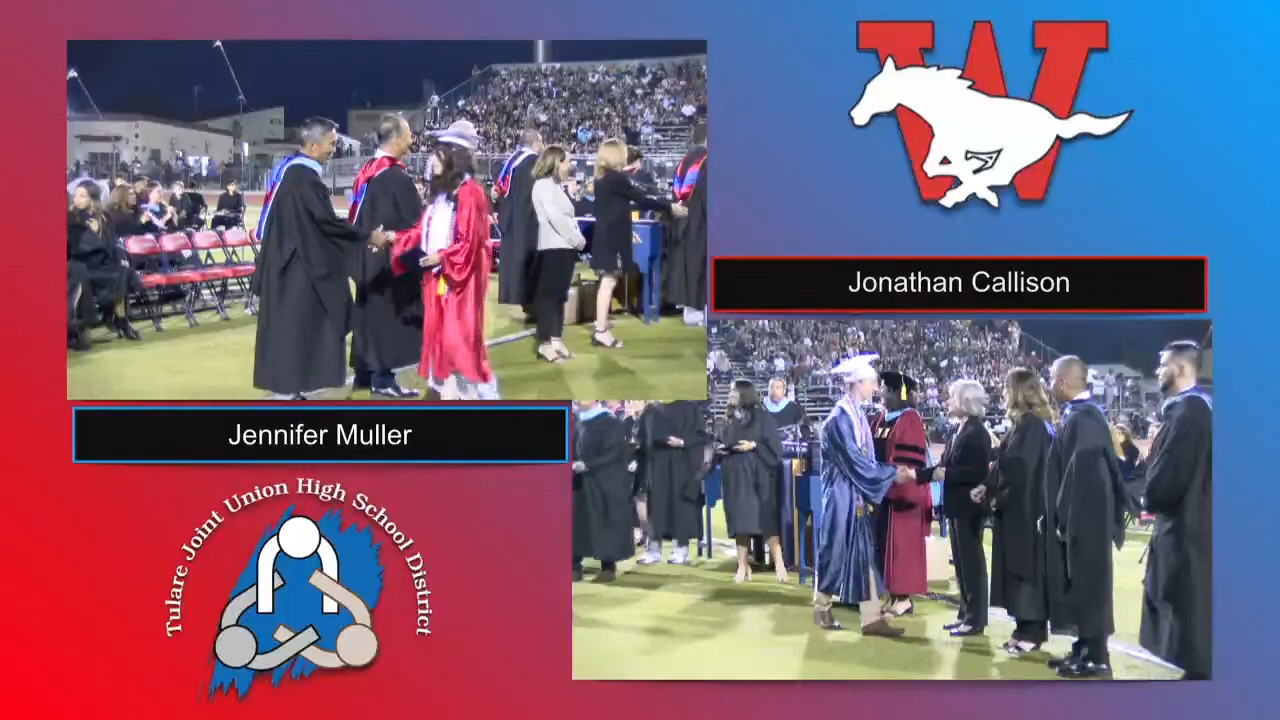 W
Jonathan Callison
Jennifer Muller
Tulare Joint Union High School District